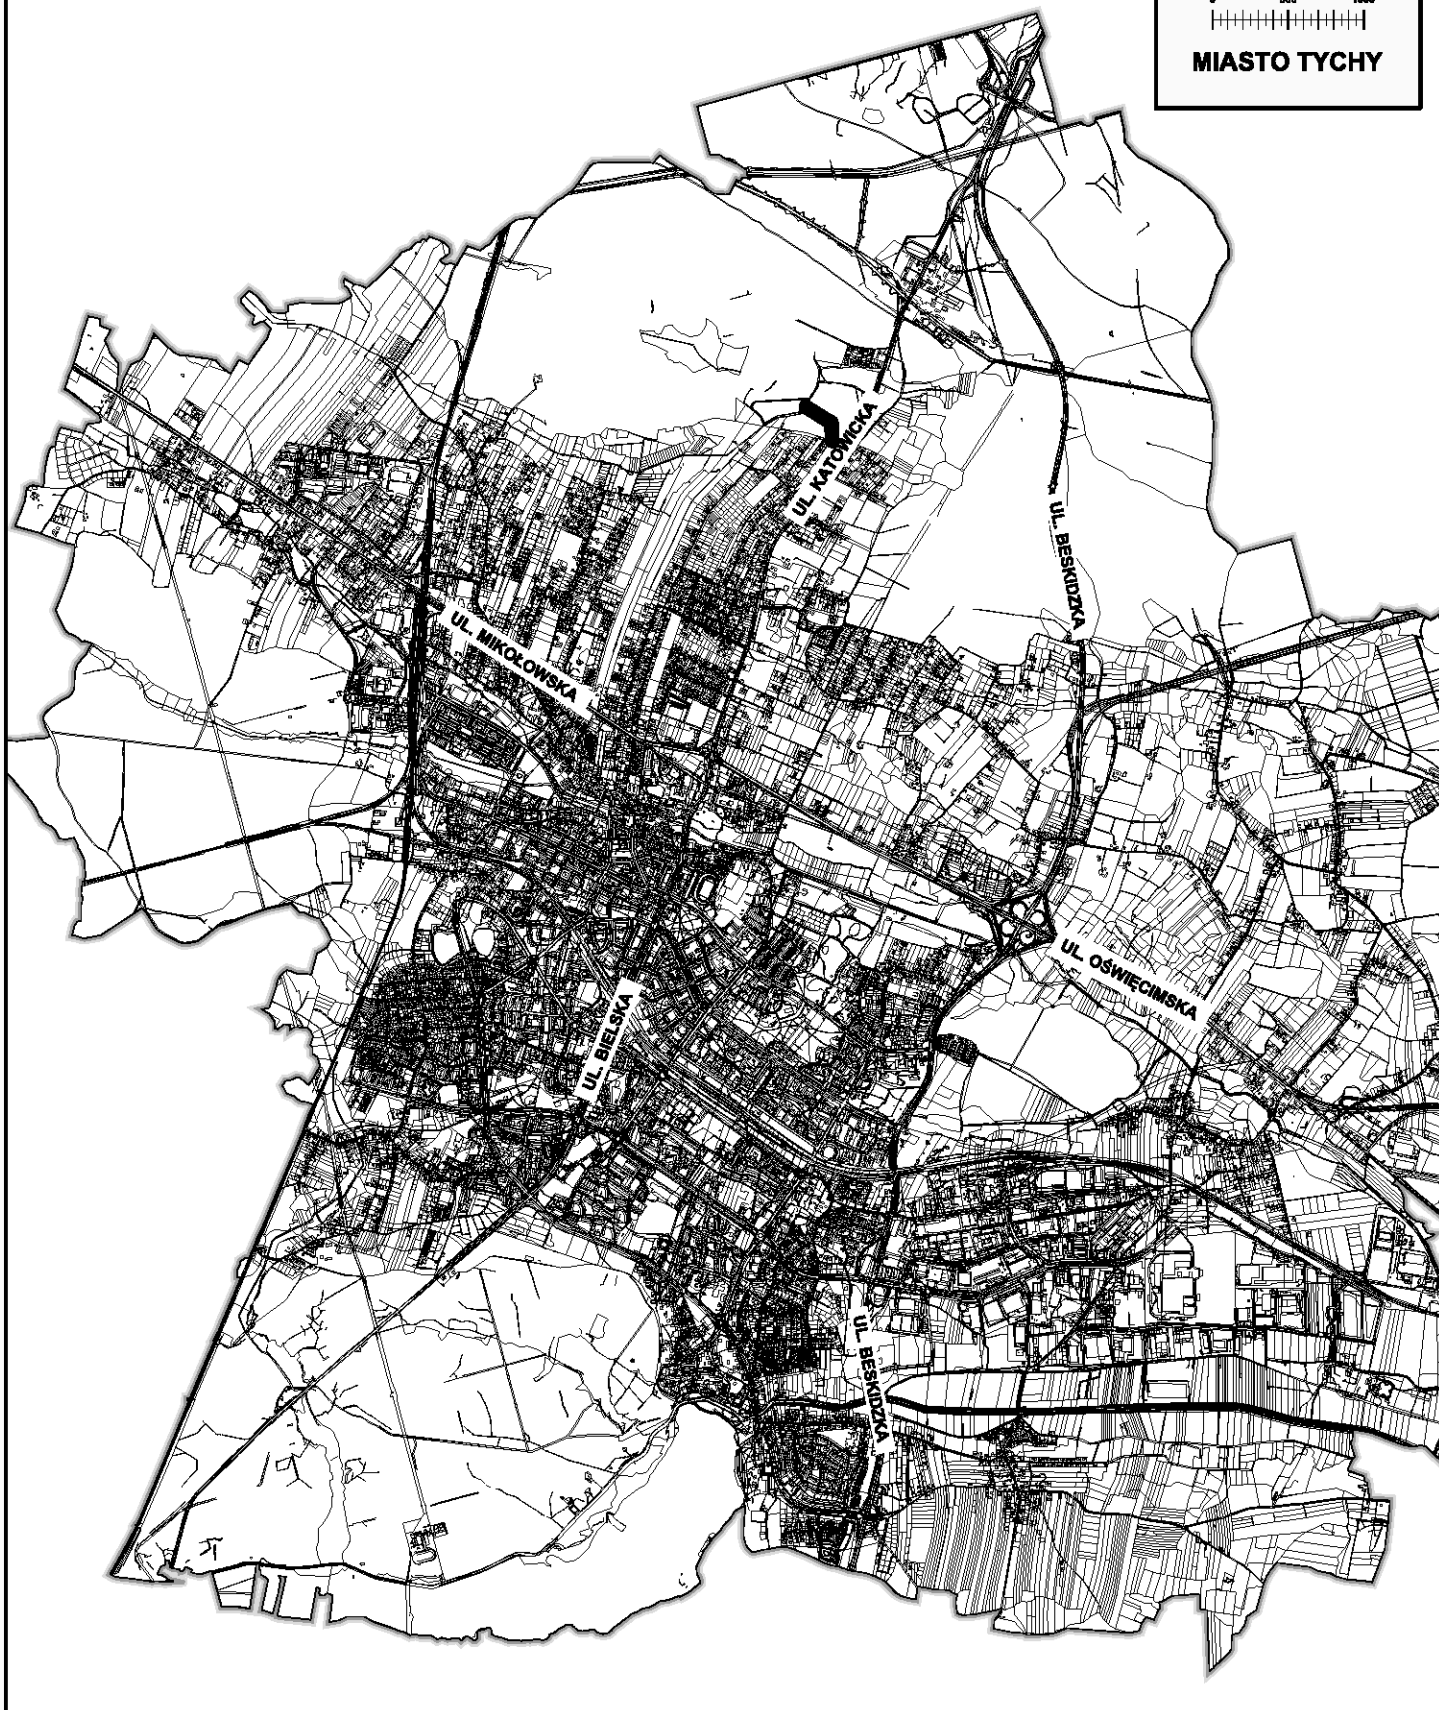 MIASTO TYCHY
UL. KATOWICKA
UL. BESKIDZKA
UL. MIKOŁOWSKA
UL. OŚWIĘCIMSKA
UL. BIELSKA
UL. BESKIDZKA